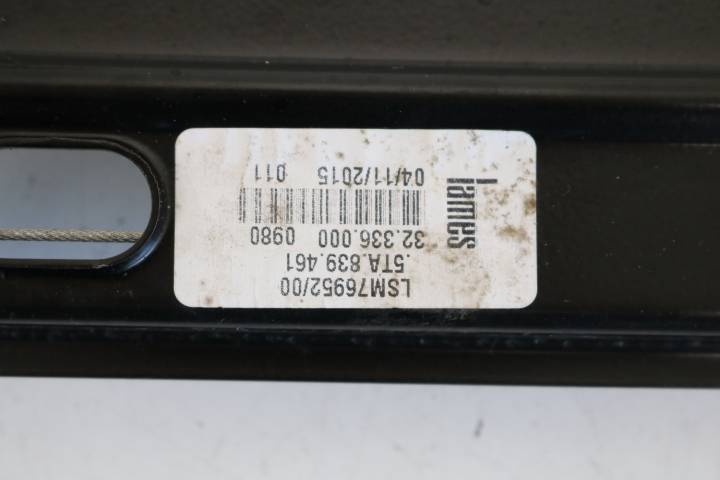 LSM76952/00
.5TA.839.461
32.336.000 0980
04/11/2015 011
Lames